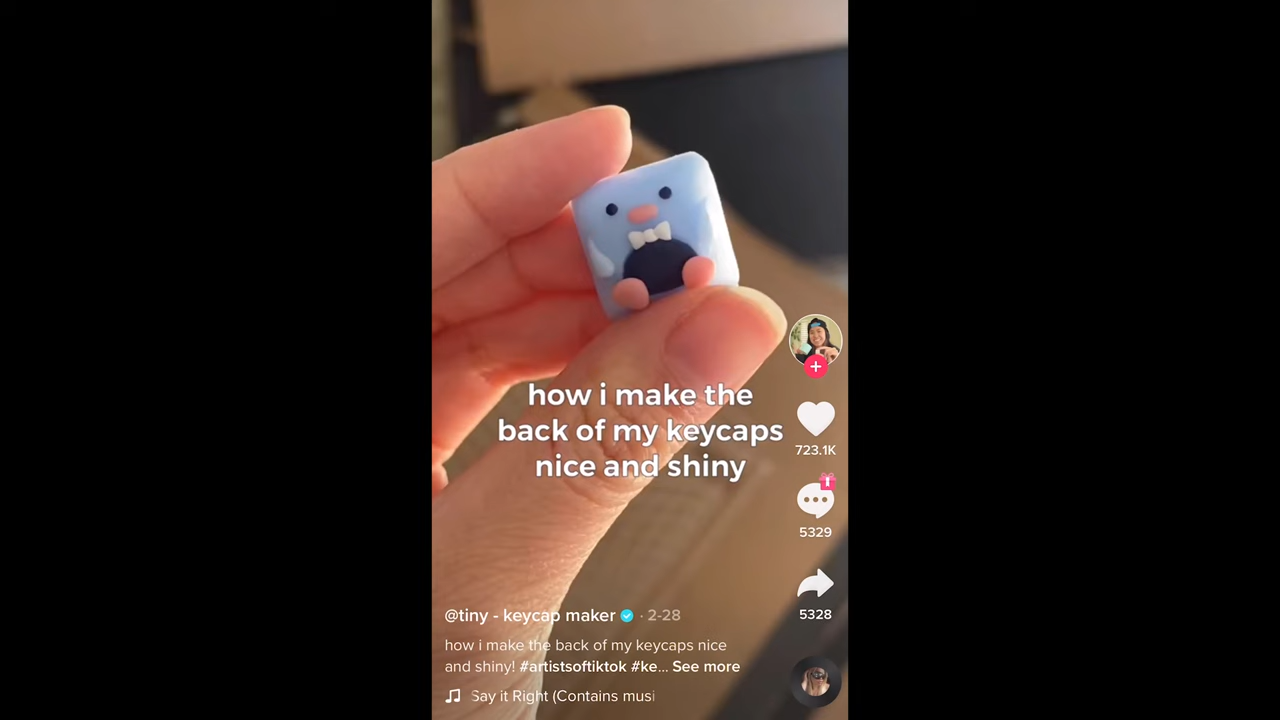 how i make the
back of my keycaps
nice and shiny
723.1K
5329
5328
@tiny - keycap maker · 2-28
how i make the back of my keycaps nice
and shiny! #artistsoftiktok #ke... See more
Say it Right (Contains musi